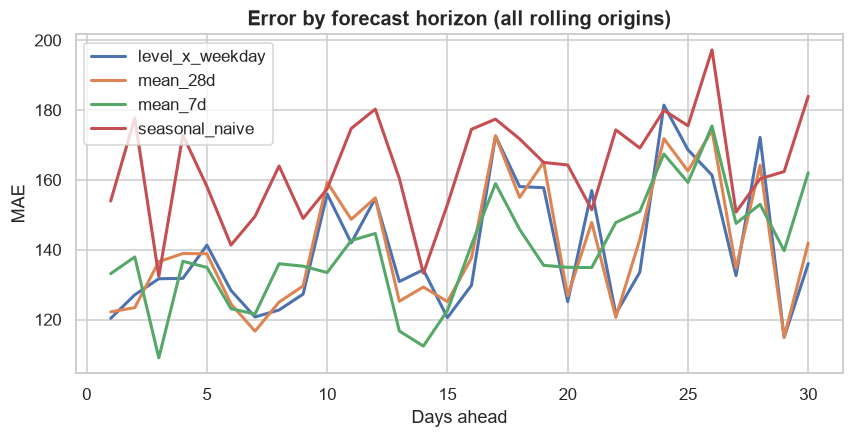 Error by forecast horizon (all rolling origins)
level_x_weekday
mean_28d
mean_7d
seasonal_naive
MAE
200
180
160
140
120
0 5 10 15 20 25 30
Days ahead